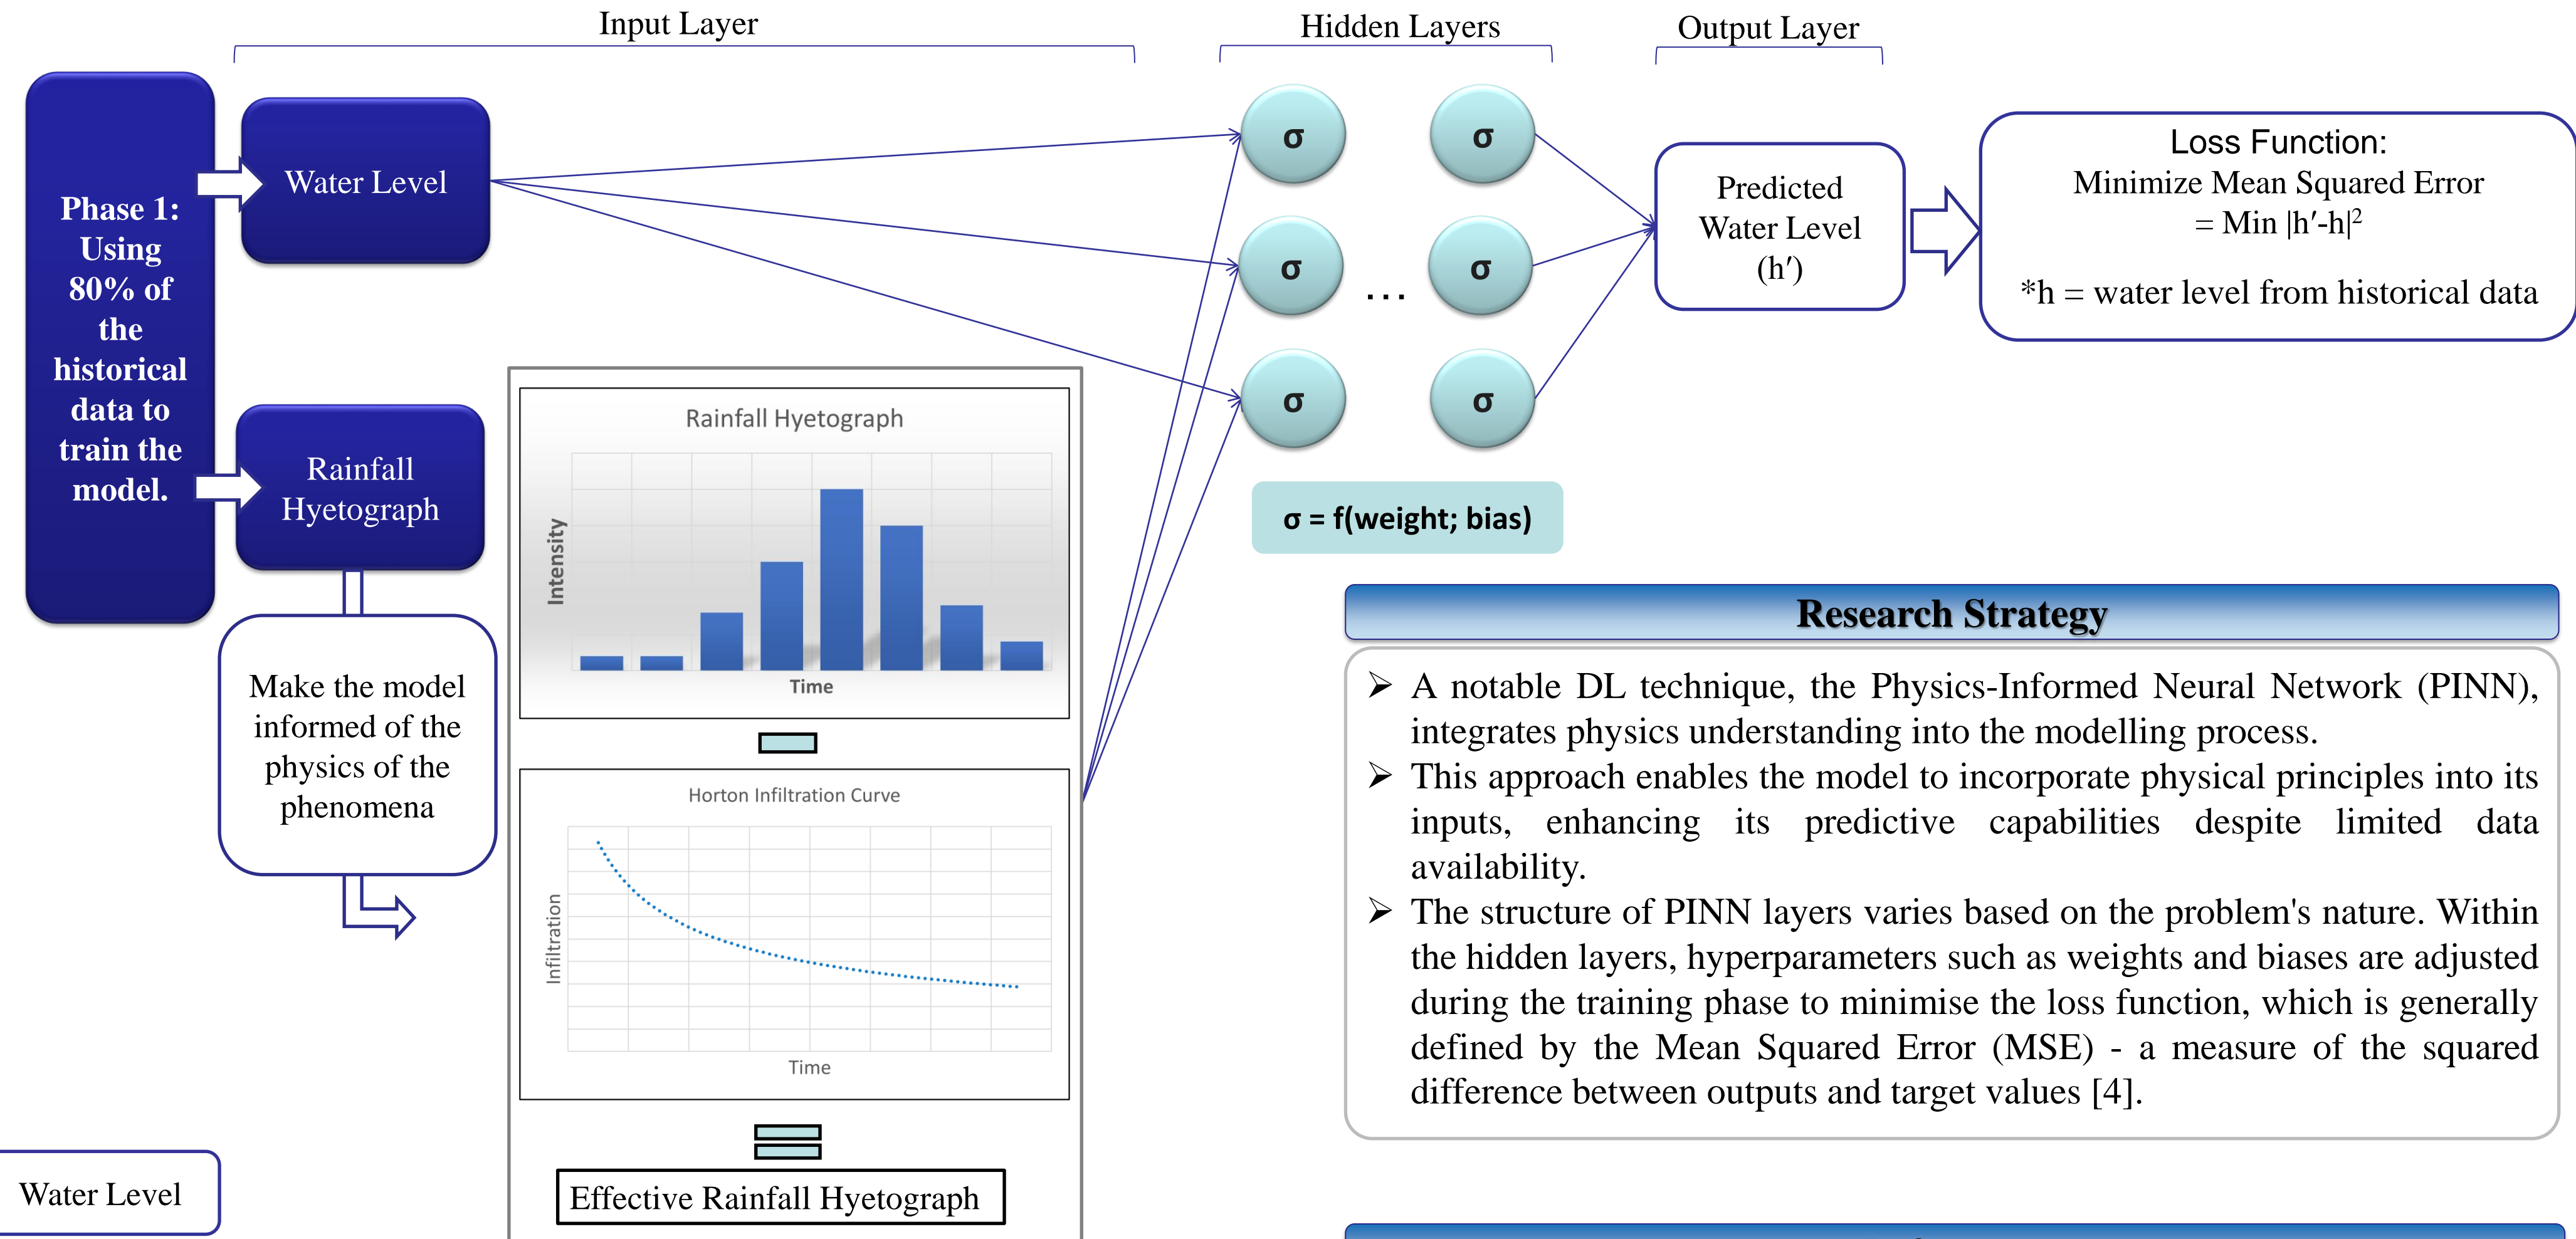 Input Layer
Hidden Layers
Output Layer
Phase 1:
Using
80% of
the
historical
data to
train the
model.
Water Level
Rainfall
Hyetograph
Make the model
informed of the
physics of the
phenomena
Rainfall Hyetograph
Intensity
Time
Horton Infiltration Curve
Infiltration
Time
Effective Rainfall Hyetograph
Water Level
σ σ
σ … σ
σ σ
σ = f(weight; bias)
Predicted
Water Level
(h′)
Loss Function:
Minimize Mean Squared Error
= Min |h′-h|²
*h = water level from historical data
Research Strategy
➢ A notable DL technique, the Physics-Informed Neural Network (PINN),
integrates physics understanding into the modelling process.
➢ This approach enables the model to incorporate physical principles into its
inputs, enhancing its predictive capabilities despite limited data
availability.
➢ The structure of PINN layers varies based on the problem's nature. Within
the hidden layers, hyperparameters such as weights and biases are adjusted
during the training phase to minimise the loss function, which is generally
defined by the Mean Squared Error (MSE) - a measure of the squared
difference between outputs and target values [4].